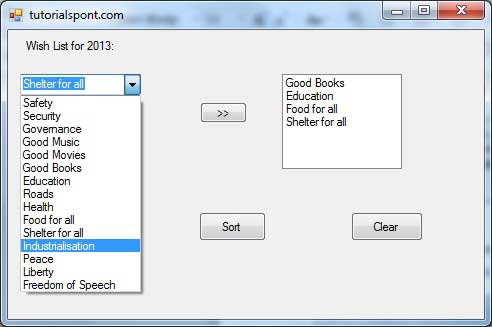 tutorialspont.com
Wish List for 2013:
Shelter for all
Safety
Security
Governance
Good Music
Good Movies
Good Books
Education
Roads
Health
Food for all
Shelter for all
Industrialisation
Peace
Liberty
Freedom of Speech
>>
Good Books
Education
Food for all
Shelter for all
Sort
Clear